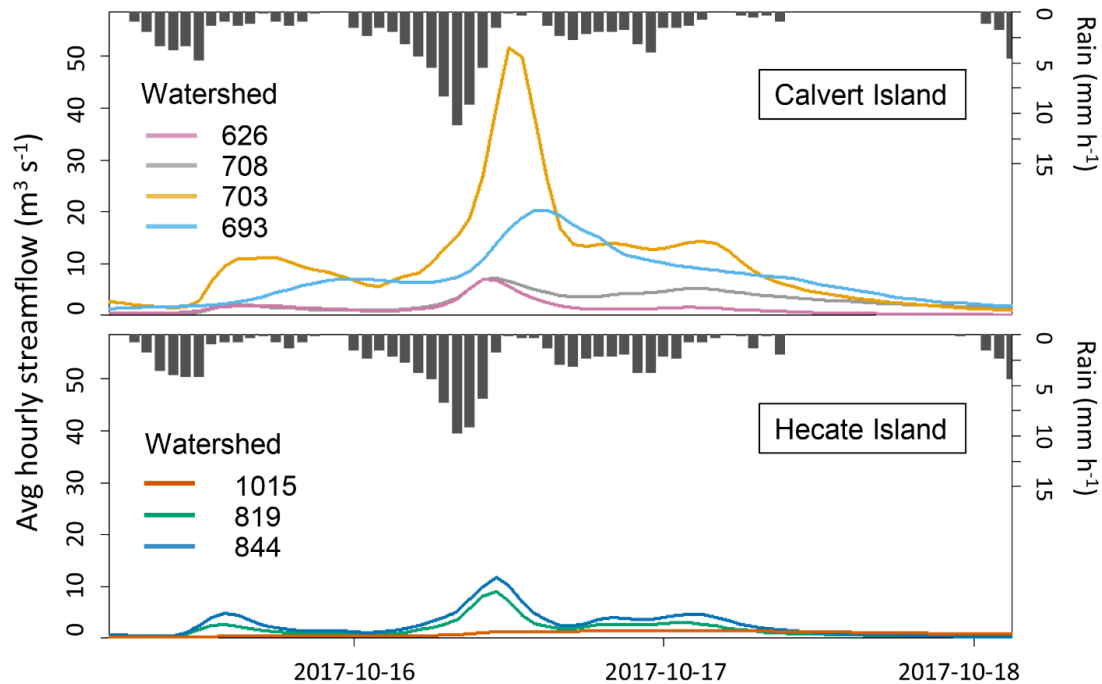 Avg hourly streamflow (m³ s⁻¹)
0 10 20 30 40 50
Watershed
626
708
703
693
Calvert Island
0 5 10 15
Rain (mm h⁻¹)
0 10 20 30 40 50
Watershed
1015
819
844
Hecate Island
0 5 10 15
Rain (mm h⁻¹)
2017-10-16 2017-10-17 2017-10-18